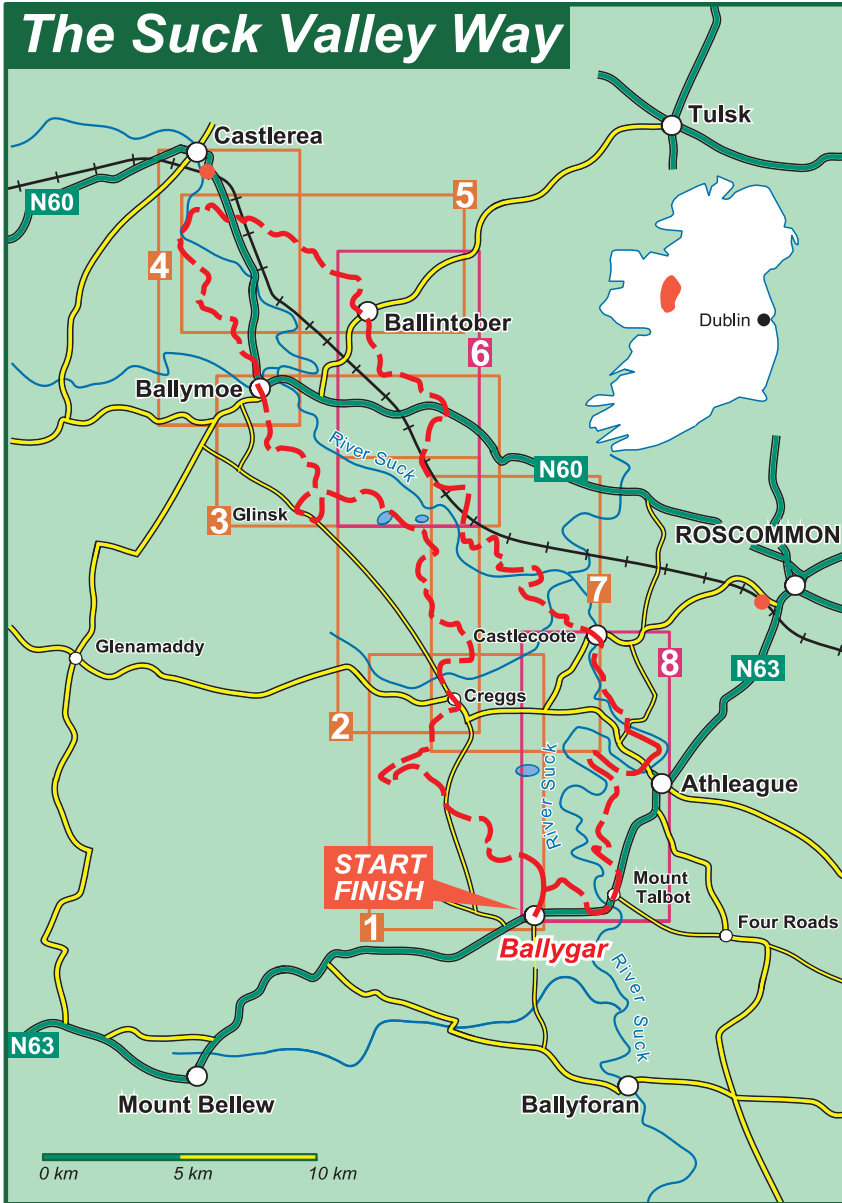 The Suck Valley Way
Castlerea
Tulsk
N60
5
4
Ballintober
Dublin
6
Ballymoe
River Suck
N60
3
Glinsk
ROSCOMMON
7
Castlecoote
Glenamaddy
8
N63
Creggs
2
River Suck
Athleague
START
FINISH
Mount
Talbot
1
Four Roads
Ballygar
River Suck
N63
Mount Bellew
Ballyforan
0 km
5 km
10 km